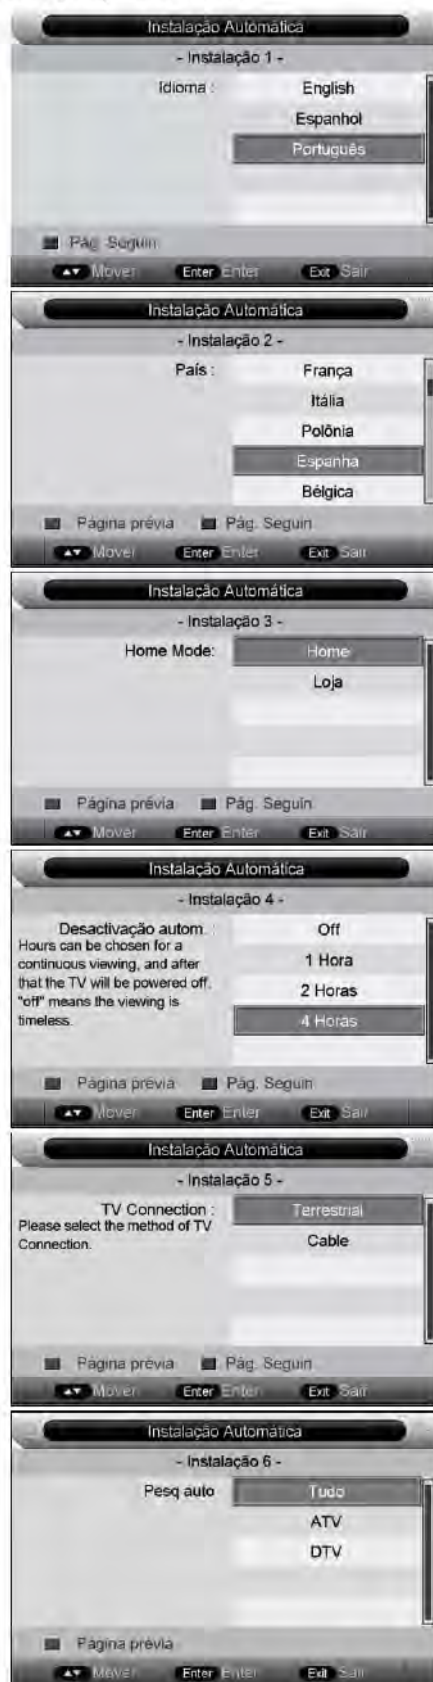 Instalação Automática
- Instalação 1 -
Idioma : English
Espanhol
Português
Pág. Seguin
Mover Enter Enter Exit Sair
Instalação Automática
- Instalação 2 -
País : França
Itália
Polônia
Espanha
Bélgica
Página prévia Pág. Seguin
Mover Enter Enter Exit Sair
Instalação Automática
- Instalação 3 -
Home Mode: Home
Loja
Página prévia Pág. Seguin
Mover Enter Enter Exit Sair
Instalação Automática
- Instalação 4 -
Desactivação autom. : Off
Hours can be chosen for a
continuous viewing, and after 1 Hora
that the TV will be powered off. 2 Horas
"off" means the viewing is
timeless. 4 Horas
Página prévia Pág. Seguin
Mover Enter Enter Exit Sair
Instalação Automática
- Instalação 5 -
TV Connection : Terrestrial
Please select the method of TV
Connection. Cable
Página prévia Pág. Seguin
Mover Enter Enter Exit Sair
Instalação Automática
- Instalação 6 -
Pesq auto Tudo
ATV
DTV
Página prévia
Mover Enter Enter Exit Sair